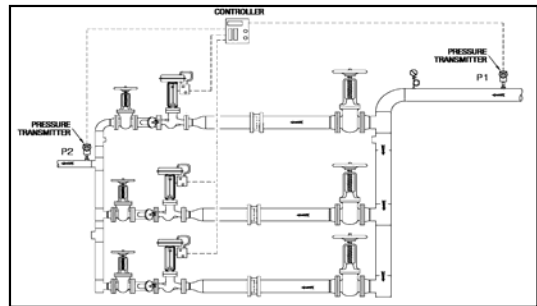 CONTROLLER
PRESSURE
TRANSMITTER
P1
PRESSURE
TRANSMITTER
P2